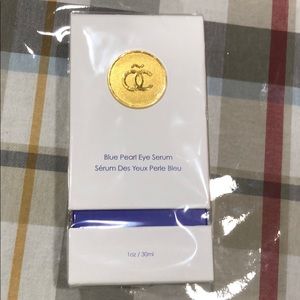 Blue Pearl Eye Serum
Sérum Des Yeux Perle Bleu
1oz / 30ml